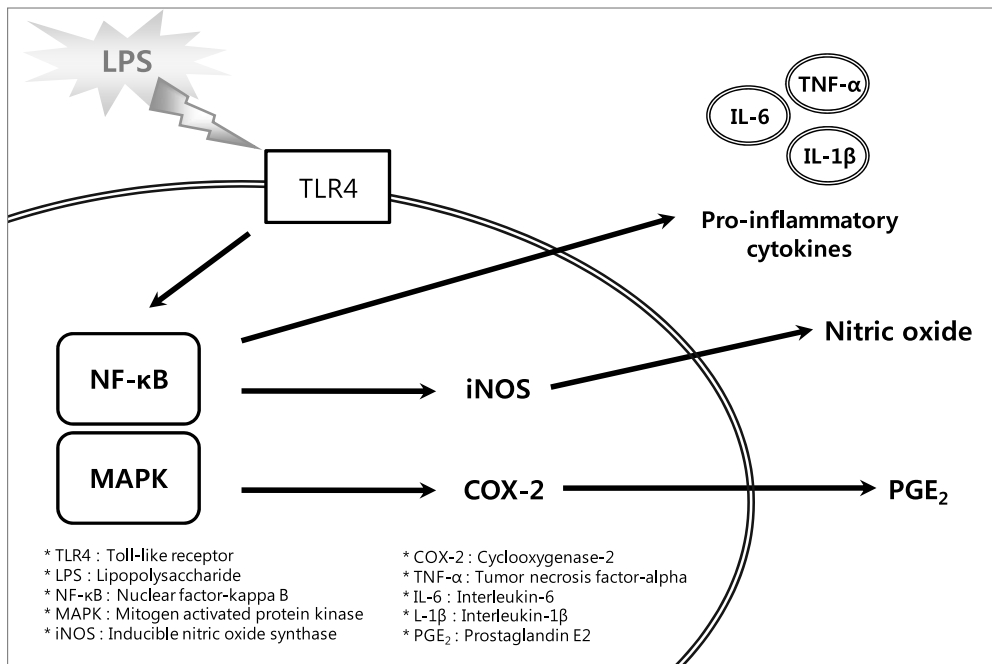 LPS
TNF-α
IL-6
IL-1β
TLR4
Pro-inflammatory
cytokines
Nitric oxide
NF-κB
iNOS
MAPK
COX-2
PGE₂
* TLR4 : Toll-like receptor
* LPS : Lipopolysaccharide
* NF-κB : Nuclear factor-kappa B
* MAPK : Mitogen activated protein kinase
* iNOS : Inducible nitric oxide synthase
* COX-2 : Cyclooxygenase-2
* TNF-α : Tumor necrosis factor-alpha
* IL-6 : Interleukin-6
* L-1β : Interleukin-1β
* PGE₂ : Prostaglandin E2